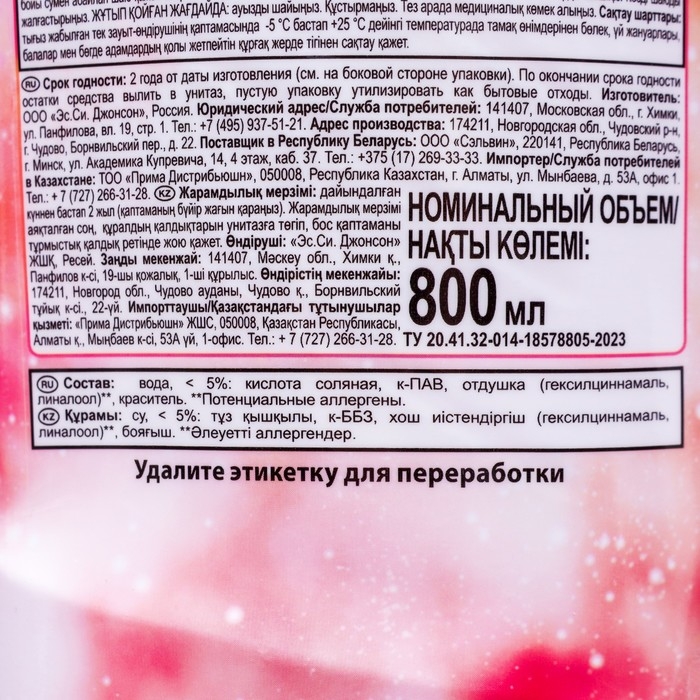 жалғастырыңыз. ЖҰТЫП ҚОЙҒАН ЖАҒДАЙДА: ауызды шайыңыз. Құстырмаңыз. Тез арада медициналық көмек алыңыз. Сақтау шарттары:
тығыз жабылған тек зауыт-өндірушінің қаптамасында -5 °C бастап +25 °C дейінгі температурада тамақ өнімдерінен бөлек, үй жануарлары,
балалар мен бөгде адамдардың қолы жетпейтін құрғақ жерде тігінен сақтау қажет.
RU Срок годности: 2 года от даты изготовления (см. на боковой стороне упаковки). По окончании срока годности
остатки средства вылить в унитаз, пустую упаковку утилизировать как бытовые отходы. Изготовитель:
ООО «Эс.Си. Джонсон», Россия. Юридический адрес/Служба потребителей: 141407, Московская обл., г. Химки,
ул. Панфилова, вл. 19, стр. 1. Тел.: +7 (495) 937-51-21. Адрес производства: 174211, Новгородская обл., Чудовский р-н,
г. Чудово, Борнвильский пер., д. 22. Поставщик в Республику Беларусь: ООО «Сэльвин», 220141, Республика Беларусь,
г. Минск, ул. Академика Купревича, 14, 4 этаж, каб. 37. Тел.: +375 (17) 269-33-33. Импортер/Служба потребителей
в Казахстане: ТОО «Прима Дистрибьюшн», 050008, Республика Казахстан, г. Алматы, ул. Мынбаева, д. 53А, офис 1.
Тел.: + 7 (727) 266-31-28. KZ Жарамдылық мерзімі: дайындалған
күннен бастап 2 жыл (қаптаманың бүйір жағын қараңыз). Жарамдылық мерзімі
аяқталған соң, құралдың қалдықтарын унитазға төгіп, бос қаптаманы
тұрмыстық қалдық ретінде жою қажет. Өндіруші: «Эс.Си. Джонсон»
ЖШҚ, Ресей. Заңды мекенжай: 141407, Мәскеу обл., Химки қ.,
Панфилов к-сі, 19-шы қожалық, 1-ші құрылыс. Өндірістің мекенжайы:
174211, Новгород обл., Чудово ауданы, Чудово қ., Борнвильский
тұйық к-сі., 22-үй. Импорттаушы/Қазақстандағы тұтынушылар
қызметі: «Прима Дистрибьюшн» ЖШС, 050008, Қазақстан Республикасы,
Алматы қ., Мыңбаев к-сі, 53А үй, 1-офис. Тел.: + 7 (727) 266-31-28.
НОМИНАЛЬНЫЙ ОБЪЕМ/
НАҚТЫ КӨЛЕМІ:
800 мл
ТУ 20.41.32-014-18578805-2023
RU Состав: вода, < 5%: кислота соляная, к-ПАВ, отдушка (гексилциннамаль,
линалоол)**, краситель. **Потенциальные аллергены.
KZ Құрамы: су, < 5%: тұз қышқылы, к-ББЗ, хош иістендіргіш (гексилциннамаль,
линалоол)**, бояғыш. **Әлеуетті аллергендер.
Удалите этикетку для переработки